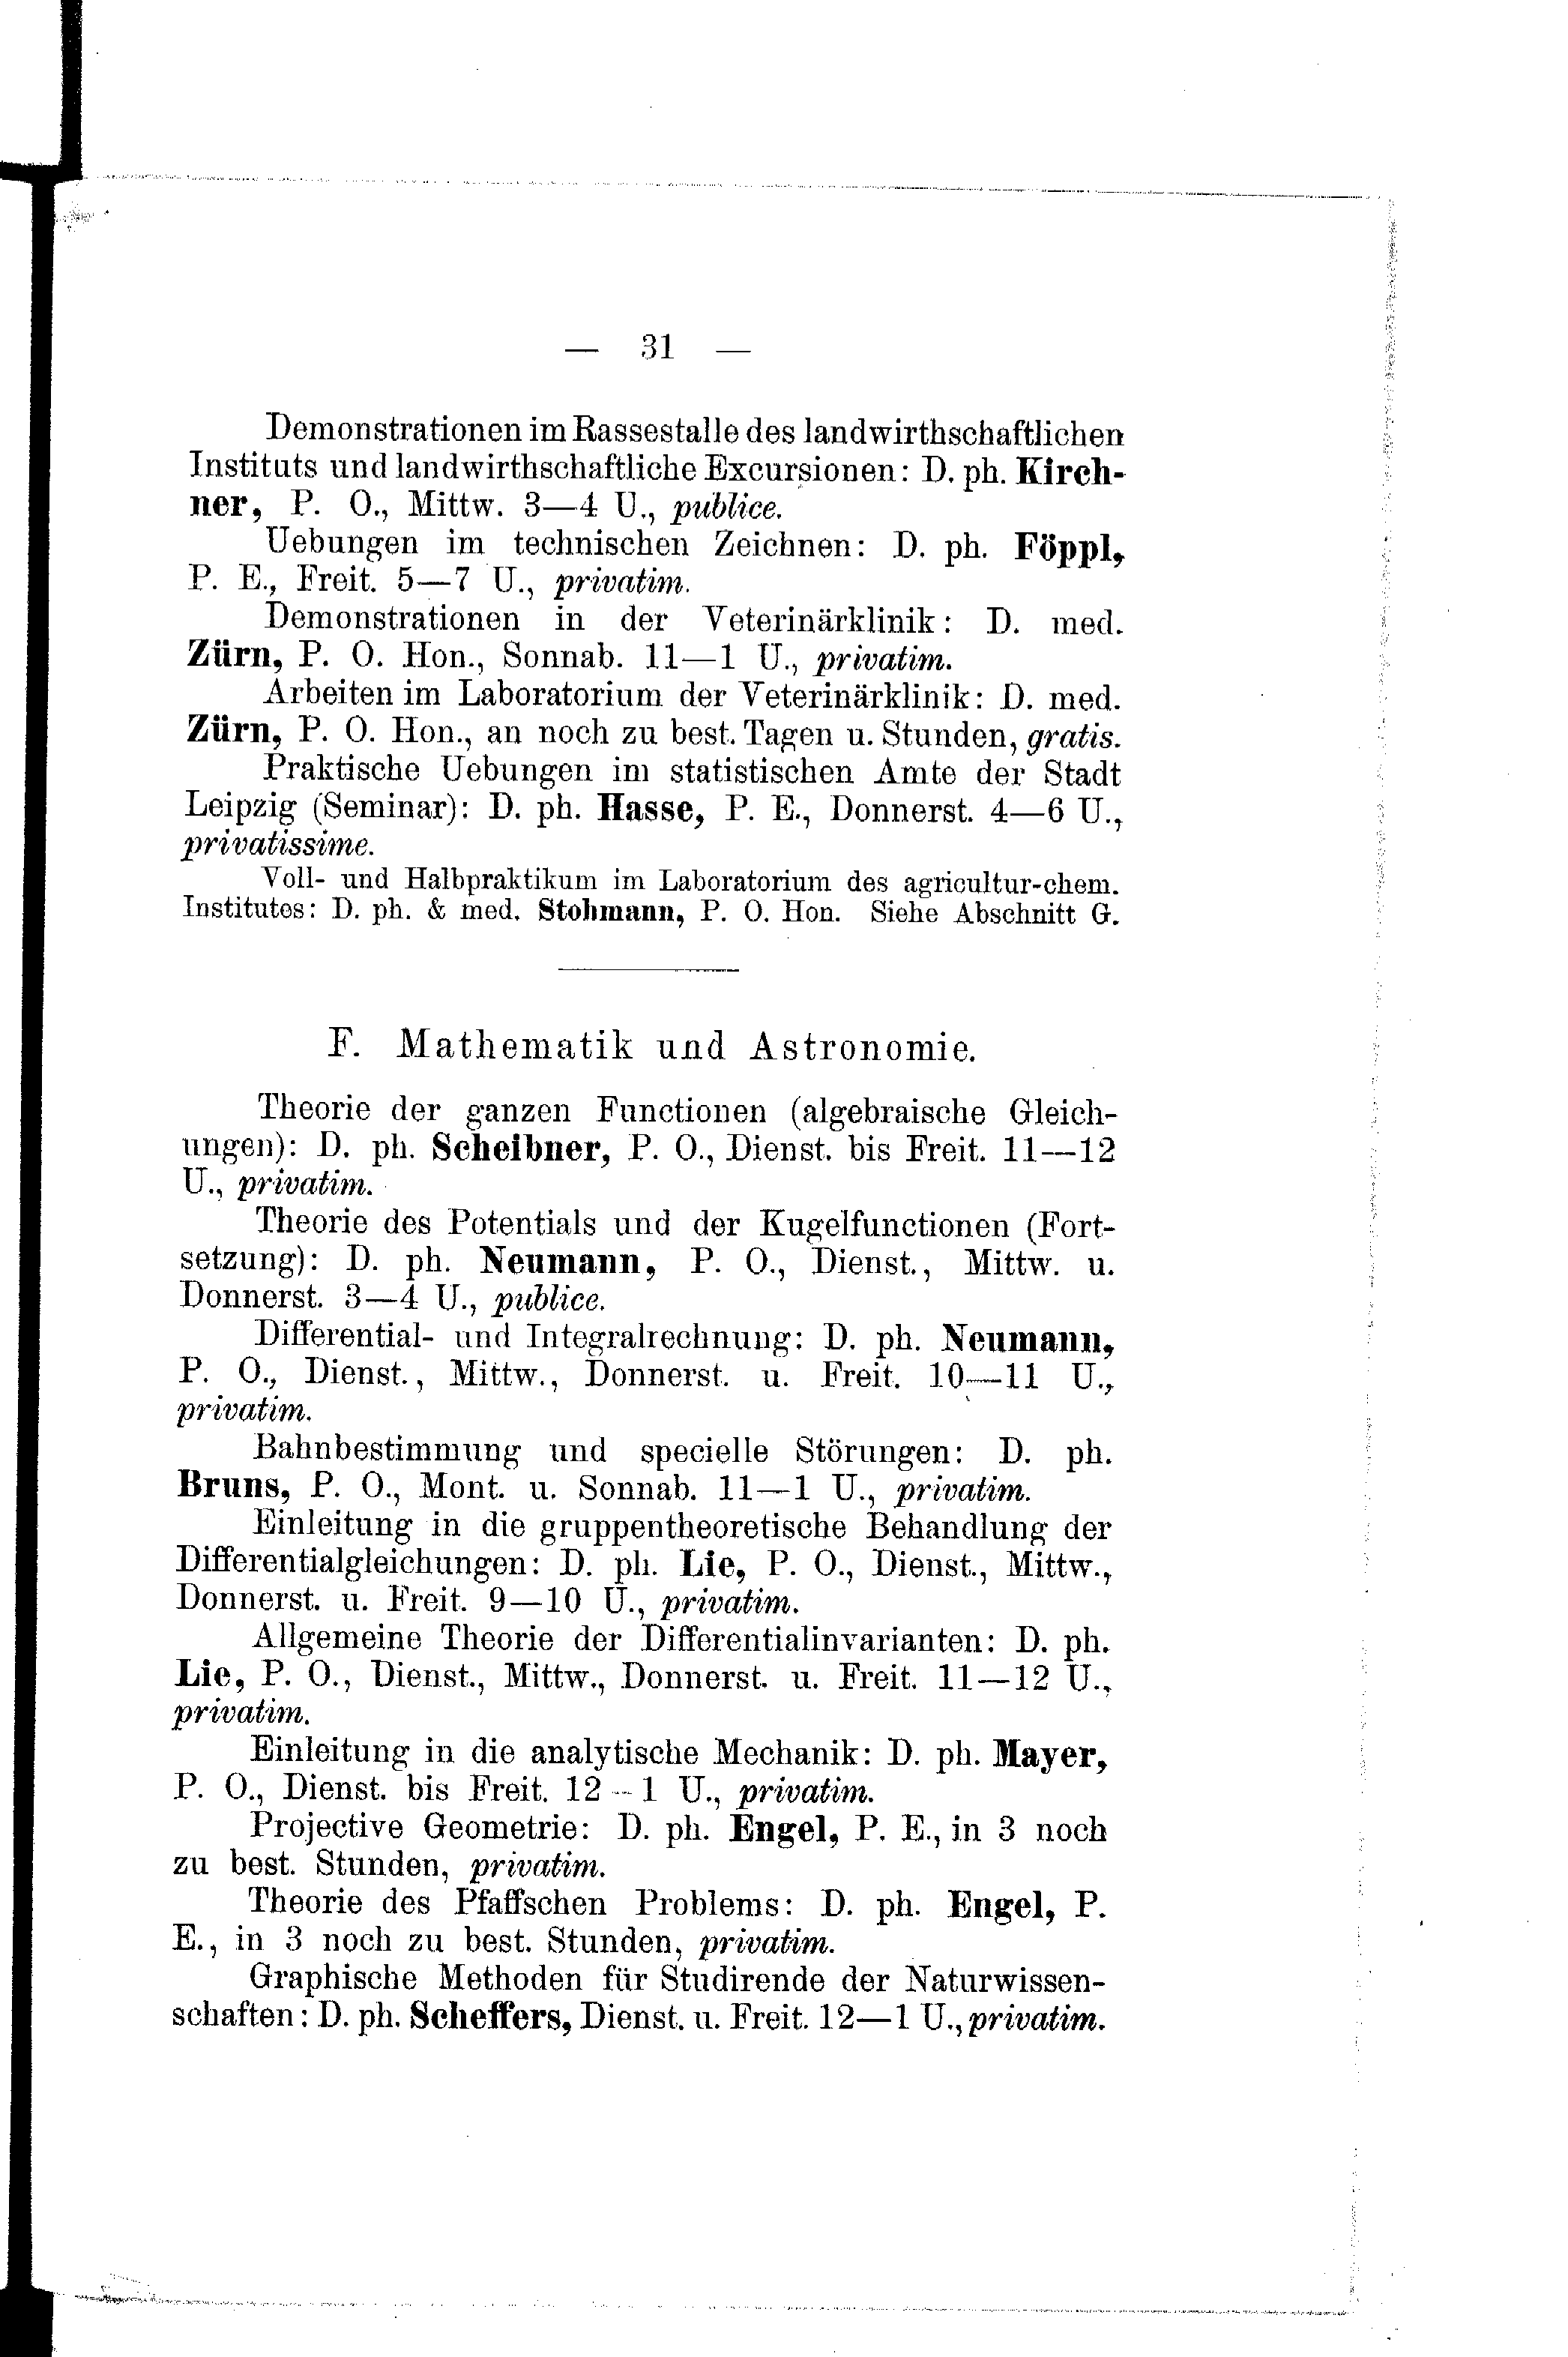 — 31 —
Demonstrationen im Rassestalle des landwirthschaftlichen
Instituts und landwirthschaftliche Excursionen: D. ph. Kirch-
ner, P. O., Mittw. 3—4 U., publice.
Uebungen im technischen Zeichnen: D. ph. Föppl,
P. E., Freit. 5—7 U., privatim.
Demonstrationen in der Veterinärklinik: D. med.
Zürn, P. O. Hon., Sonnab. 11—1 U., privatim.
Arbeiten im Laboratorium der Veterinärklinik: D. med.
Zürn, P. O. Hon., an noch zu best. Tagen u. Stunden, gratis.
Praktische Uebungen im statistischen Amte der Stadt
Leipzig (Seminar): D. ph. Hasse, P. E., Donnerst. 4—6 U.,
privatissime.
Voll- und Halbpraktikum im Laboratorium des agricultur-chem.
Institutes: D. ph. & med. Stohmann, P. O. Hon. Siehe Abschnitt G.
F. Mathematik und Astronomie.
Theorie der ganzen Functionen (algebraische Gleich-
ungen): D. ph. Scheibner, P. O., Dienst. bis Freit. 11—12
U., privatim.
Theorie des Potentials und der Kugelfunctionen (Fort-
setzung): D. ph. Neumann, P. O., Dienst., Mittw. u.
Donnerst. 3—4 U., publice.
Differential- und Integralrechnung: D. ph. Neumann,
P. O., Dienst., Mittw., Donnerst. u. Freit. 10—11 U.,
privatim.
Bahnbestimmung und specielle Störungen: D. ph.
Bruns, P. O., Mont. u. Sonnab. 11—1 U., privatim.
Einleitung in die gruppentheoretische Behandlung der
Differentialgleichungen: D. ph. Lie, P. O., Dienst., Mittw.,
Donnerst. u. Freit. 9—10 U., privatim.
Allgemeine Theorie der Differentialinvarianten: D. ph.
Lie, P. O., Dienst., Mittw., Donnerst. u. Freit. 11—12 U.,
privatim.
Einleitung in die analytische Mechanik: D. ph. Mayer,
P. O., Dienst. bis Freit. 12—1 U., privatim.
Projective Geometrie: D. ph. Engel, P. E., in 3 noch
zu best. Stunden, privatim.
Theorie des Pfaffschen Problems: D. ph. Engel, P.
E., in 3 noch zu best. Stunden, privatim.
Graphische Methoden für Studirende der Naturwissen-
schaften: D. ph. Scheffers, Dienst. u. Freit. 12—1 U., privatim.